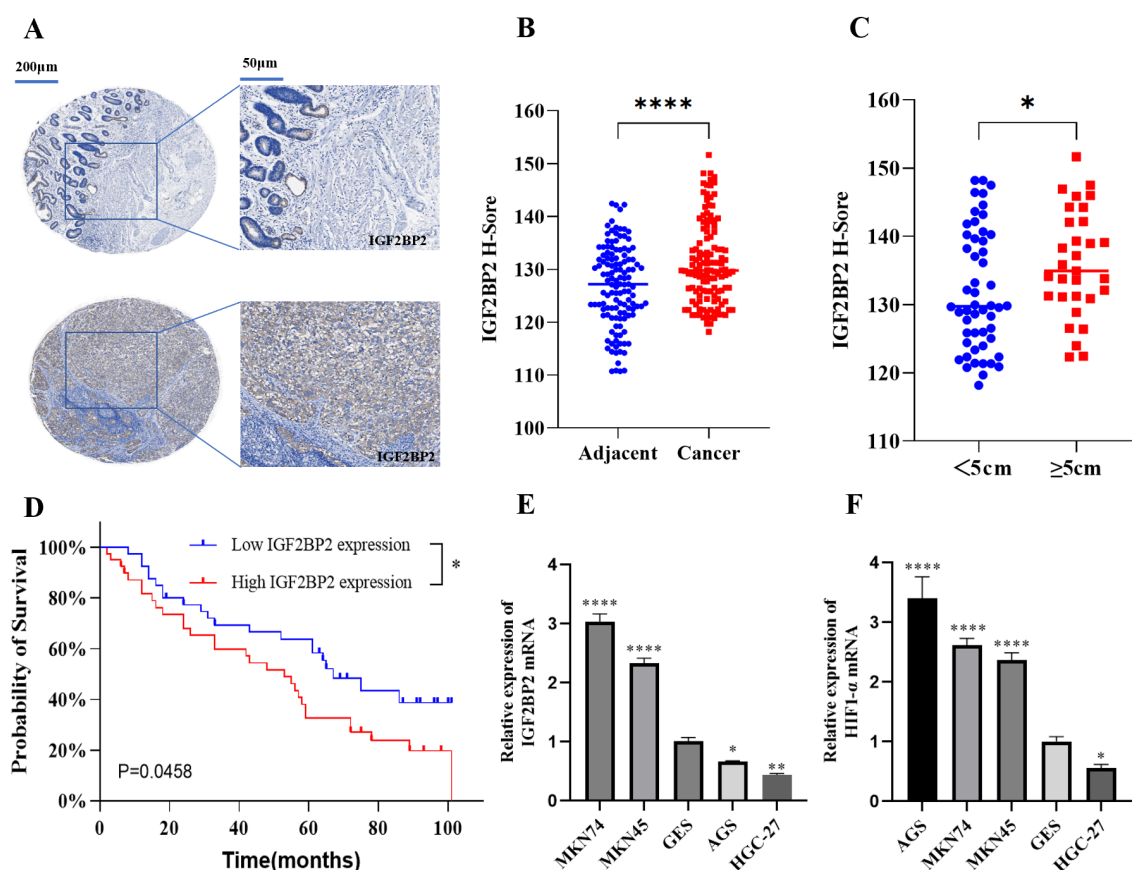 A
200μm
50μm
IGF2BP2
IGF2BP2
B
IGF2BP2 H-Sore
160
150
140
130
120
110
100
****
Adjacent
Cancer
C
IGF2BP2 H-Sore
160
150
140
130
120
110
*
<5cm
≥5cm
D
Probability of Survival
100%
80%
60%
40%
20%
0%
Low IGF2BP2 expression
High IGF2BP2 expression
*
P=0.0458
0 20 40 60 80 100
Time(months)
E
Relative expression of
IGF2BP2 mRNA
4
3
2
1
0
****
****
*
**
MKN74
MKN45
GES
AGS
HGC-27
F
Relative expression of
HIF1-α mRNA
4
3
2
1
0
****
****
****
*
AGS
MKN74
MKN45
GES
HGC-27